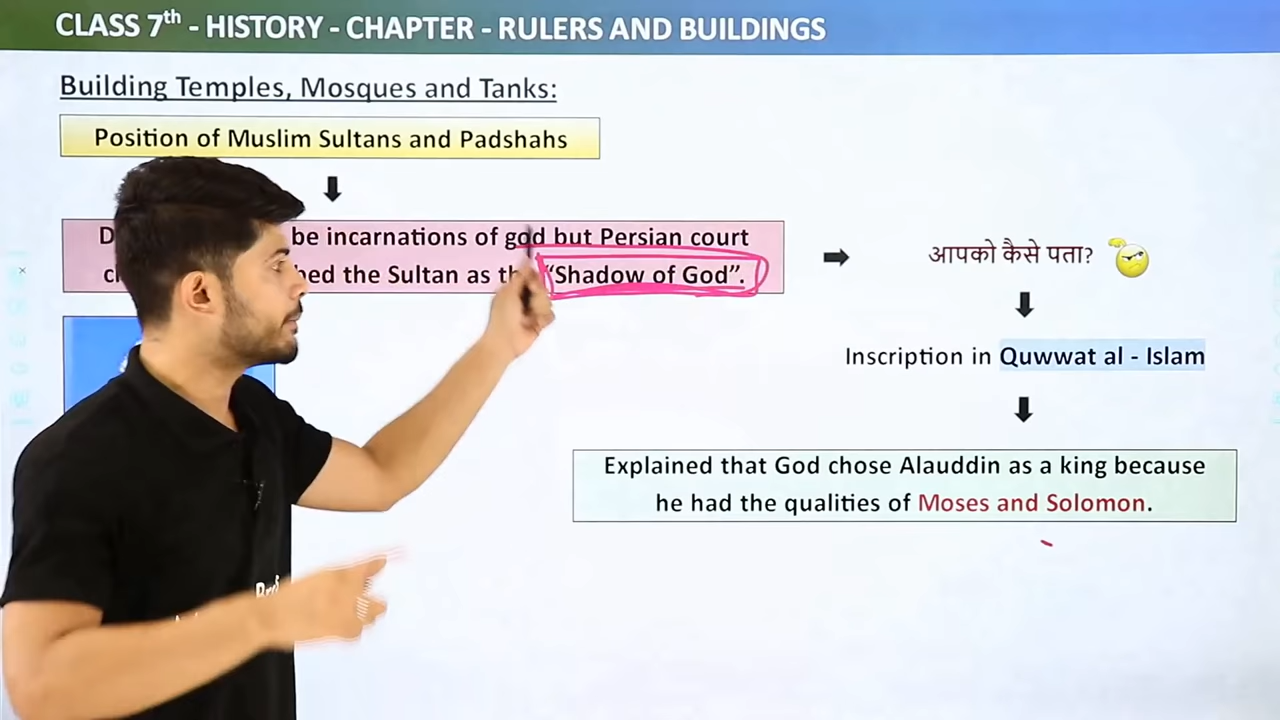 CLASS 7th - HISTORY - CHAPTER - RULERS AND BUILDINGS
Building Temples, Mosques and Tanks:
Position of Muslim Sultans and Padshahs
be incarnations of god but Persian court
the Sultan as "Shadow of God”.
आपको कैसे पता?
Inscription in Quwwat al - Islam
Explained that God chose Alauddin as a king because
he had the qualities of Moses and Solomon.